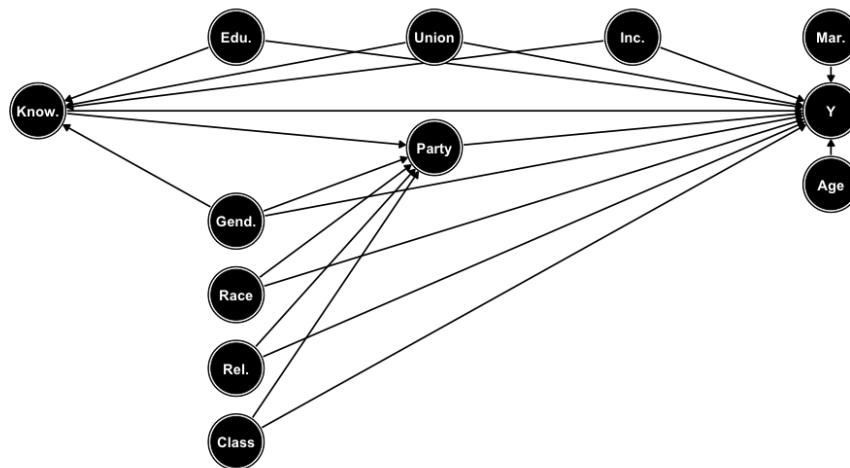 Edu.
Union
Inc.
Mar.
Know.
Y
Party
Age
Gend.
Race
Rel.
Class